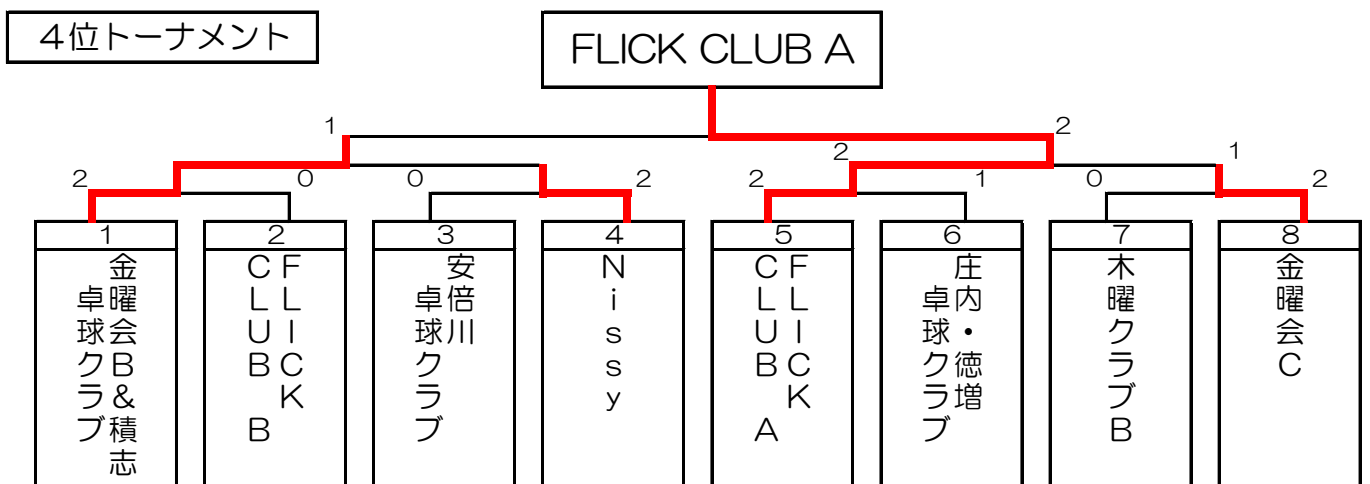 4位トーナメント
FLICK CLUB A
1
2
2
1
2
0
0
2
2
1
0
2
1
2
3
4
5
6
7
8
金曜会B&積志
卓球クラブ
FLICK
CLUB B
安倍川
卓球クラブ
Nissy
FLICK
CLUB A
庄内・徳増
卓球クラブ
木曜クラブB
金曜会C